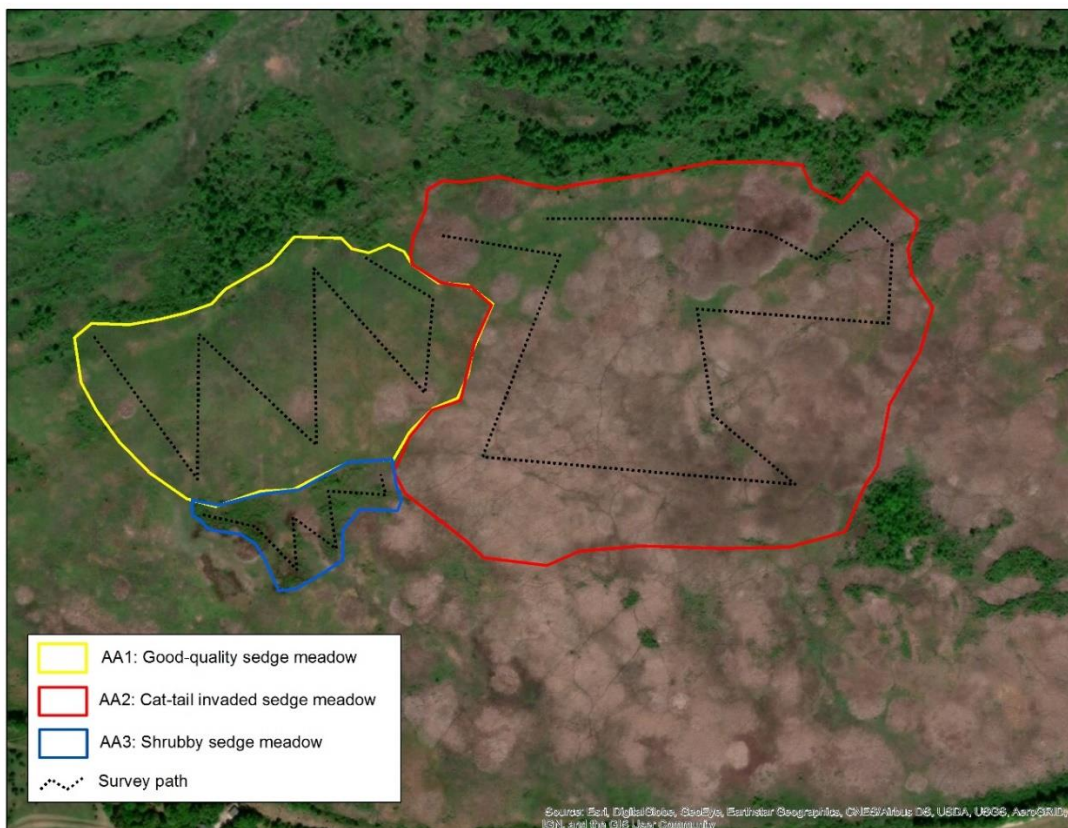 AA1: Good-quality sedge meadow
AA2: Cat-tail invaded sedge meadow
AA3: Shrubby sedge meadow
Survey path
Source: Esri, DigitalGlobe, GeoEye, Earthstar Geographics, CNES/Airbus DS, USDA, USGS, AeroGRID,
IGN, and the GIS User Community